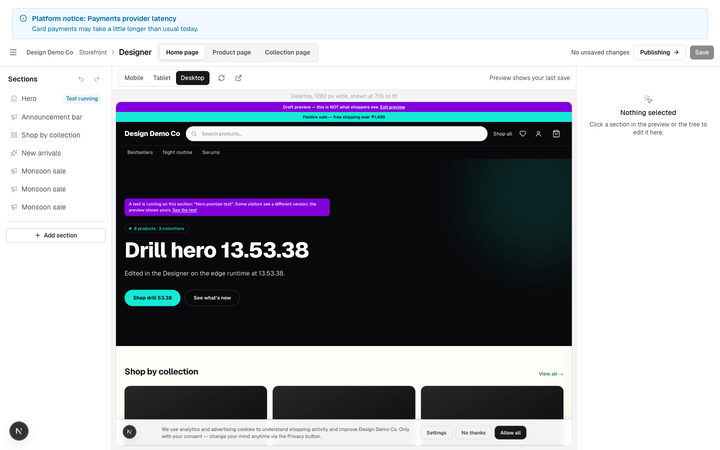 Platform notice: Payments provider latency
Card payments may take a little longer than usual today.
Design Demo Co
Storefront
Designer
Home page
Product page
Collection page
No unsaved changes
Publishing →
Save
Sections
Hero
Test running
Announcement bar
Shop by collection
New arrivals
Monsoon sale
Monsoon sale
Monsoon sale
+ Add section
Mobile
Tablet
Desktop
Preview shows your last save
Desktop, 1280 px wide, shown at 71% to fit
Draft preview — this is NOT what shoppers see. Exit preview
Festive sale — free shipping over ₹1,499
Design Demo Co
Search products…
Shop all
Bestsellers
Night routine
Serums
A test is running on this section: "Hero promise test". Some visitors see a different version; the
preview shows yours. See the test
8 products · 3 collections
Drill hero 13.53.38
Edited in the Designer on the edge runtime at 13.53.38.
Shop drill 53.38
See what's new
Shop by collection
View all →
We use analytics and advertising cookies to understand shopping activity and improve Design Demo Co. Only
with your consent — change your mind anytime via the Privacy button.
Settings
No thanks
Allow all
N
N
Nothing selected
Click a section in the preview or the tree to
edit it here.